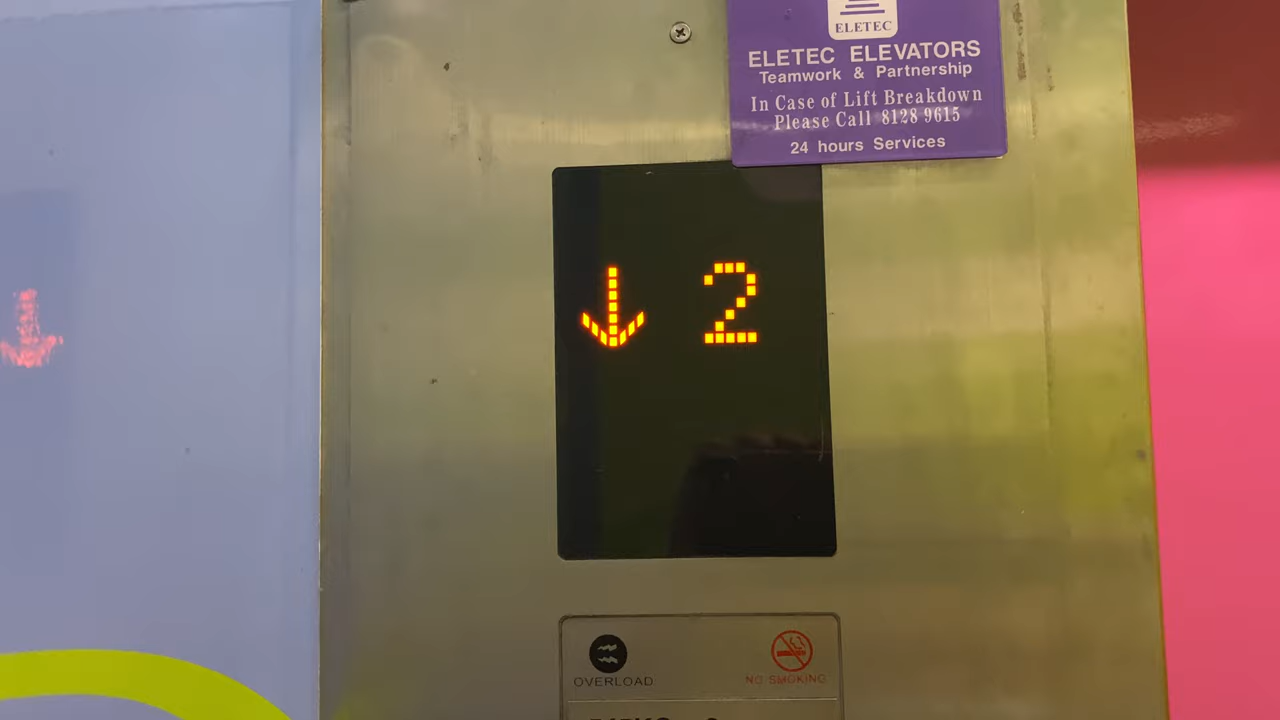 ELETEC
ELETEC ELEVATORS
Teamwork & Partnership
In Case of Lift Breakdown
Please Call 8128 9615
24 hours Services
2
OVERLOAD
NO SMOKING